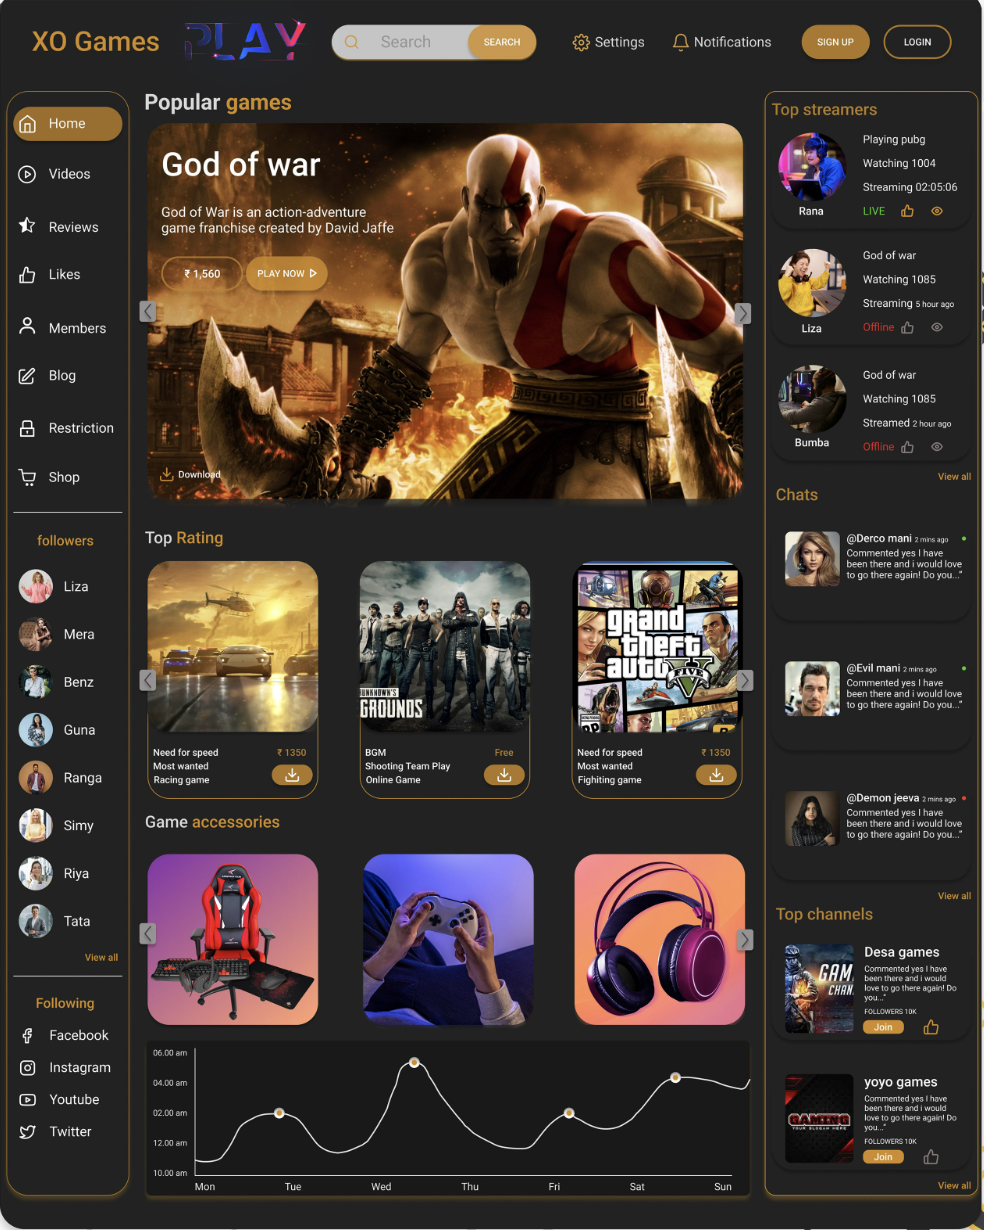 XO Games
PLAY
Search
SEARCH
Settings
Notifications
SIGN UP
LOGIN
Home
Videos
Reviews
Likes
Members
Blog
Restriction
Shop
followers
Liza
Mera
Benz
Guna
Ranga
Simy
Riya
Tata
View all
Following
Facebook
Instagram
Youtube
Twitter
Popular games
God of war
God of War is an action-adventure
game franchise created by David Jaffe
₹ 1,560
PLAY NOW
Download
Top Rating
UNKNOWN'S
GROUNDS
grand
theft
auto
V
FIVE
Need for speed
₹ 1350
Most wanted
Racing game
BGM
Free
Shooting Team Play
Online Game
Need for speed
₹ 1350
Most wanted
Fighiting game
Game accessories
06.00 am
04.00 am
02.00 am
12.00 am
10.00 am
Mon
Tue
Wed
Thu
Fri
Sat
Sun
Top streamers
Playing pubg
Watching 1004
Streaming 02:05:06
Rana
LIVE
God of war
Watching 1085
Streaming 5 hour ago
Liza
Offline
God of war
Watching 1085
Streamed 2 hour ago
Bumba
Offline
View all
Chats
@Derco mani 2 mins ago
Commented yes I have
been there and i would love
to go there again! Do you..."
@Evil mani 2 mins ago
Commented yes I have
been there and i would love
to go there again! Do you..."
@Demon jeeva 2 mins ago
Commented yes I have
been there and i would love
to go there again! Do you..."
View all
Top channels
GAM
CHAN
Desa games
Commented yes I have
been there and i would
love to go there again! Do
you..."
FOLLOWERS 10K
Join
GAMING
YOUR SLOGAN HERE
yoyo games
Commented yes I have
been there and i would
love to go there again! Do
you..."
FOLLOWERS 10K
Join
View all